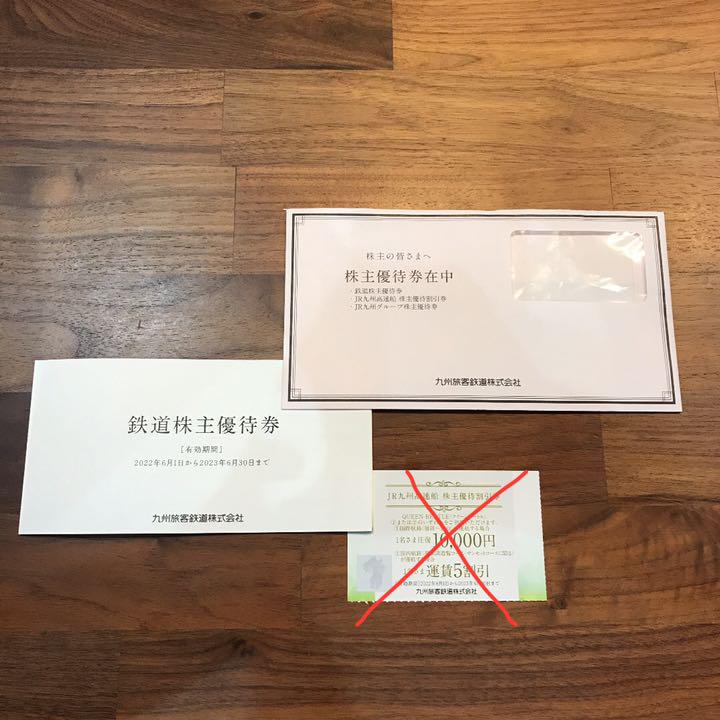 株主の皆さまへ
株主優待券在中
・鉄道株主優待券
・JR九州高速船 株主優待割引券
・JR九州グループ株主優待券
九州旅客鉄道株式会社
鉄道株主優待券
[有効期間]
2022年6月1日から2023年6月30日まで
九州旅客鉄道株式会社
JR九州高速船 株主優待割引券
1名さま往復 10,000円
運賃5割引
九州旅客鉄道株式会社